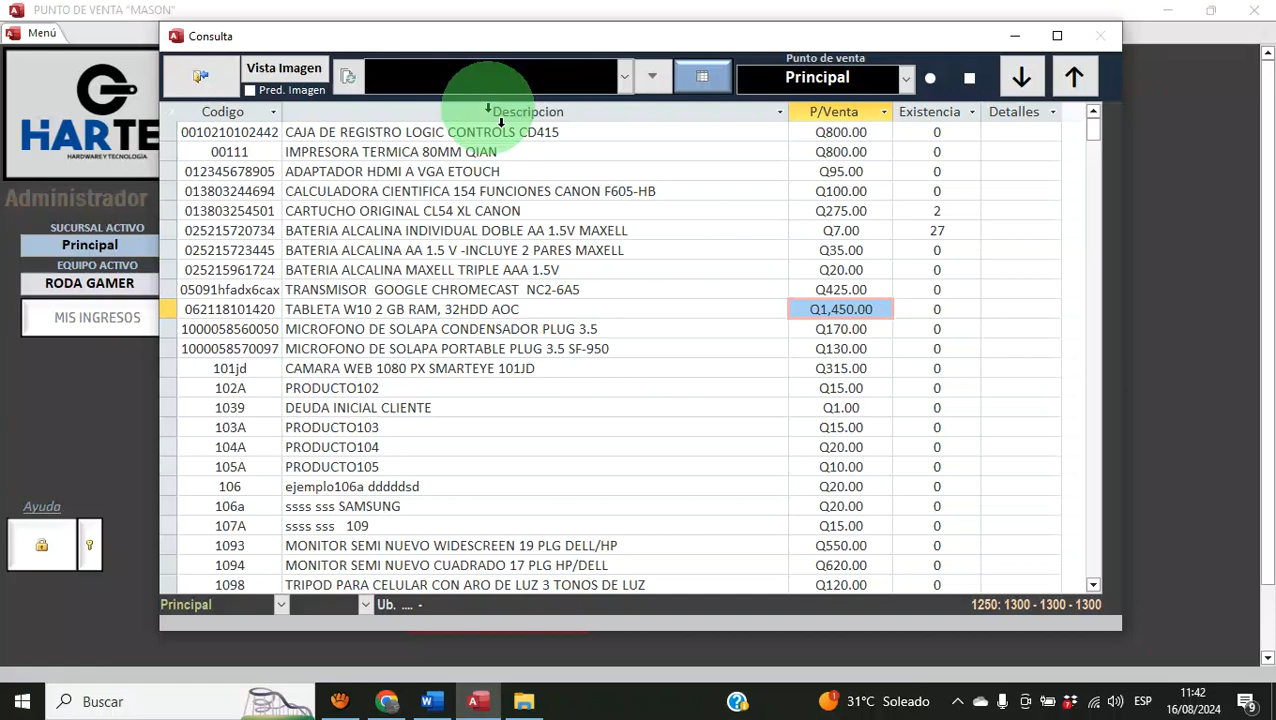 PUNTO DE VENTA "MASON"
Menú
Consulta
HARTE
HARDWARE Y TECNOLOGÍA
Administrador
SUCURSAL ACTIVO
Principal
EQUIPO ACTIVO
RODA GAMER
MIS INGRESOS
Ayuda
Vista Imagen
Pred. Imagen
Punto de venta
Principal
Codigo Descripcion P/Venta Existencia Detalles
0010210102442 CAJA DE REGISTRO LOGIC CONTROLS CD415 Q800.00 0
00111 IMPRESORA TERMICA 80MM QIAN Q800.00 0
012345678905 ADAPTADOR HDMI A VGA ETOUCH Q95.00 0
013803244694 CALCULADORA CIENTIFICA 154 FUNCIONES CANON F605-HB Q100.00 0
013803254501 CARTUCHO ORIGINAL CL54 XL CANON Q275.00 2
025215720734 BATERIA ALCALINA INDIVIDUAL DOBLE AA 1.5V MAXELL Q7.00 27
025215723445 BATERIA ALCALINA AA 1.5 V -INCLUYE 2 PARES MAXELL Q35.00 0
025215961724 BATERIA ALCALINA MAXELL TRIPLE AAA 1.5V Q20.00 0
05091hfadx6cax TRANSMISOR GOOGLE CHROMECAST NC2-6A5 Q425.00 0
062118101420 TABLETA W10 2 GB RAM, 32HDD AOC Q1,450.00 0
1000058560050 MICROFONO DE SOLAPA CONDENSADOR PLUG 3.5 Q170.00 0
1000058570097 MICROFONO DE SOLAPA PORTABLE PLUG 3.5 SF-950 Q130.00 0
101jd CAMARA WEB 1080 PX SMARTEYE 101JD Q315.00 0
102A PRODUCTO102 Q15.00 0
1039 DEUDA INICIAL CLIENTE Q1.00 0
103A PRODUCTO103 Q20.00 0
104A PRODUCTO104 Q20.00 0
105A PRODUCTO105 Q10.00 0
106 ejemplo106a dddddsd Q20.00 0
106a ssss sss SAMSUNG Q20.00 0
107A ssss sss 109 Q15.00 0
1093 MONITOR SEMI NUEVO WIDESCREEN 19 PLG DELL/HP Q550.00 0
1094 MONITOR SEMI NUEVO CUADRADO 17 PLG HP/DELL Q620.00 0
1098 TRIPOD PARA CELULAR CON ARO DE LUZ 3 TONOS DE LUZ Q120.00 0
Principal Ub. .... - 1250: 1300 - 1300 - 1300
Buscar
31°C Soleado
ESP
11:42
16/08/2024
9